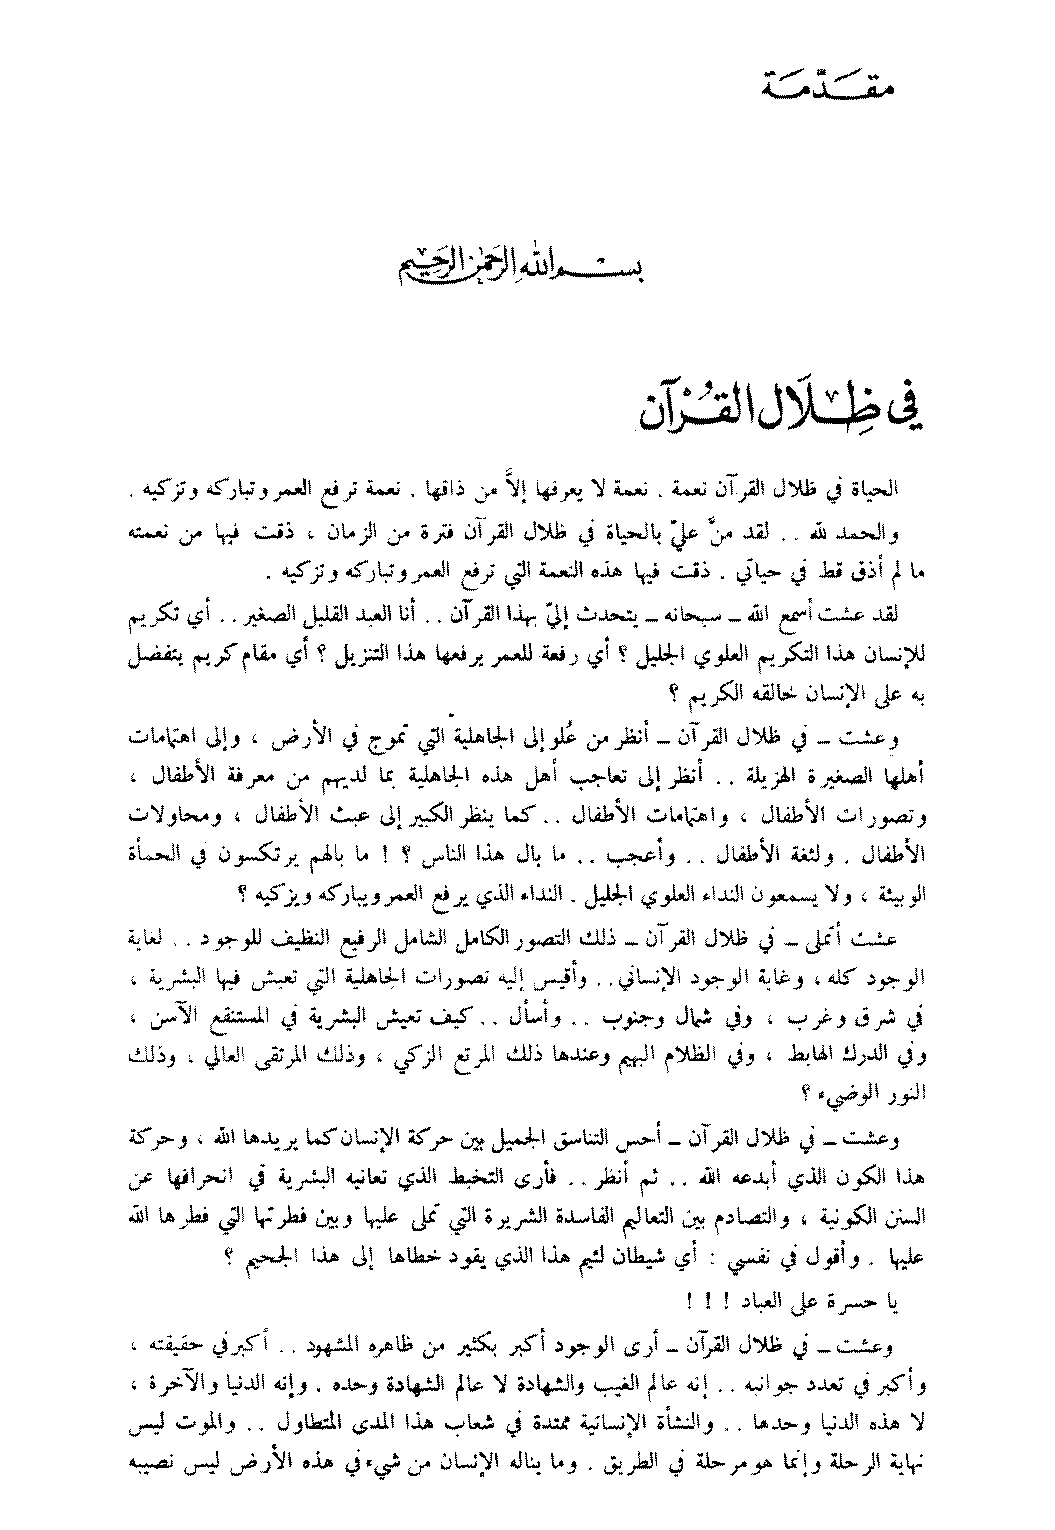 مقدّمة
بسم الله الرحمن الرحيم
في ظِلَال القُرآن
الحياة في ظلال القرآن نعمة . نعمة لا يعرفها إلاَّ من ذاقها . نعمة ترفع العمر وتباركه وتزكيه .
والحمد لله . . لقد منَّ عليّ بالحياة في ظلال القرآن فترة من الزمان ، ذقت فيها من نعمته
ما لم أذق قط في حياتي . ذقت فيها هذه النعمة التي ترفع العمر وتباركه وتزكيه .
لقد عشت أسمع الله ــ سبحانه ــ يتحدث إليّ بهذا القرآن . . أنا العبد القليل الصغير . . أي تكريم
للإنسان هذا التكريم العلوي الجليل ؟ أي رفعة للعمر يرفعها هذا التنزيل ؟ أي مقام كريم يتفضل
به على الإنسان خالقه الكريم ؟
وعشت ــ في ظلال القرآن ــ أنظر من عُلو إلى الجاهلية التي تموج في الأرض ، وإلى اهتمامات
أهلها الصغيرة الهزيلة . . أنظر إلى تعاجب أهل هذه الجاهلية بما لديهم من معرفة الأطفال ،
وتصورات الأطفال ، واهتمامات الأطفال . . كما ينظر الكبير إلى عبث الأطفال ، ومحاولات
الأطفال . ولثغة الأطفال . . وأعجب . . ما بال هذا الناس ؟ ! ما بالهم يرتكسون في الحمأة
الوبيئة ، ولا يسمعون النداء العلوي الجليل . النداء الذي يرفع العمر ويباركه ويزكيه ؟
عشت أتملى ــ في ظلال القرآن ــ ذلك التصور الكامل الشامل الرفيع النظيف للوجود . . لغاية
الوجود كله ، وغاية الوجود الإنساني . . وأقيس إليه تصورات الجاهلية التي تعيش فيها البشرية ،
في شرق وغرب ، وفي شمال وجنوب . . وأسأل . . كيف تعيش البشرية في المستنقع الآسن ،
وفي الدرك الهابط ، وفي الظلام البهيم وعندها ذلك المرتع الزكي ، وذلك المرتقى العالي ، وذلك
النور الوضيء ؟
وعشت ــ في ظلال القرآن ــ أحس التناسق الجميل بين حركة الإنسان كما يريدها الله ، وحركة
هذا الكون الذي أبدعه الله . . ثم أنظر . . فأرى التخبط الذي تعانيه البشرية في انحرافها عن
السنن الكونية ، والتصادم بين التعاليم الفاسدة الشريرة التي تملى عليها وبين فطرتها التي فطرها الله
عليها . وأقول في نفسي : أي شيطان لئيم هذا الذي يقود خطاها إلى هذا الجحيم ؟
يا حسرة على العباد ! ! !
وعشت ــ في ظلال القرآن ــ أرى الوجود أكبر بكثير من ظاهره المشهود . . أكبر في حقيقته ،
وأكبر في تعدد جوانبه . . إنه عالم الغيب والشهادة لا عالم الشهادة وحده . وإنه الدنيا والآخرة ،
لا هذه الدنيا وحدها . . والنشأة الإنسانية ممتدة في شعاب هذا المدى المتطاول . . والموت ليس
نهاية الرحلة وإنما هو مرحلة في الطريق . وما يناله الإنسان من شيء في هذه الأرض ليس نصيبه